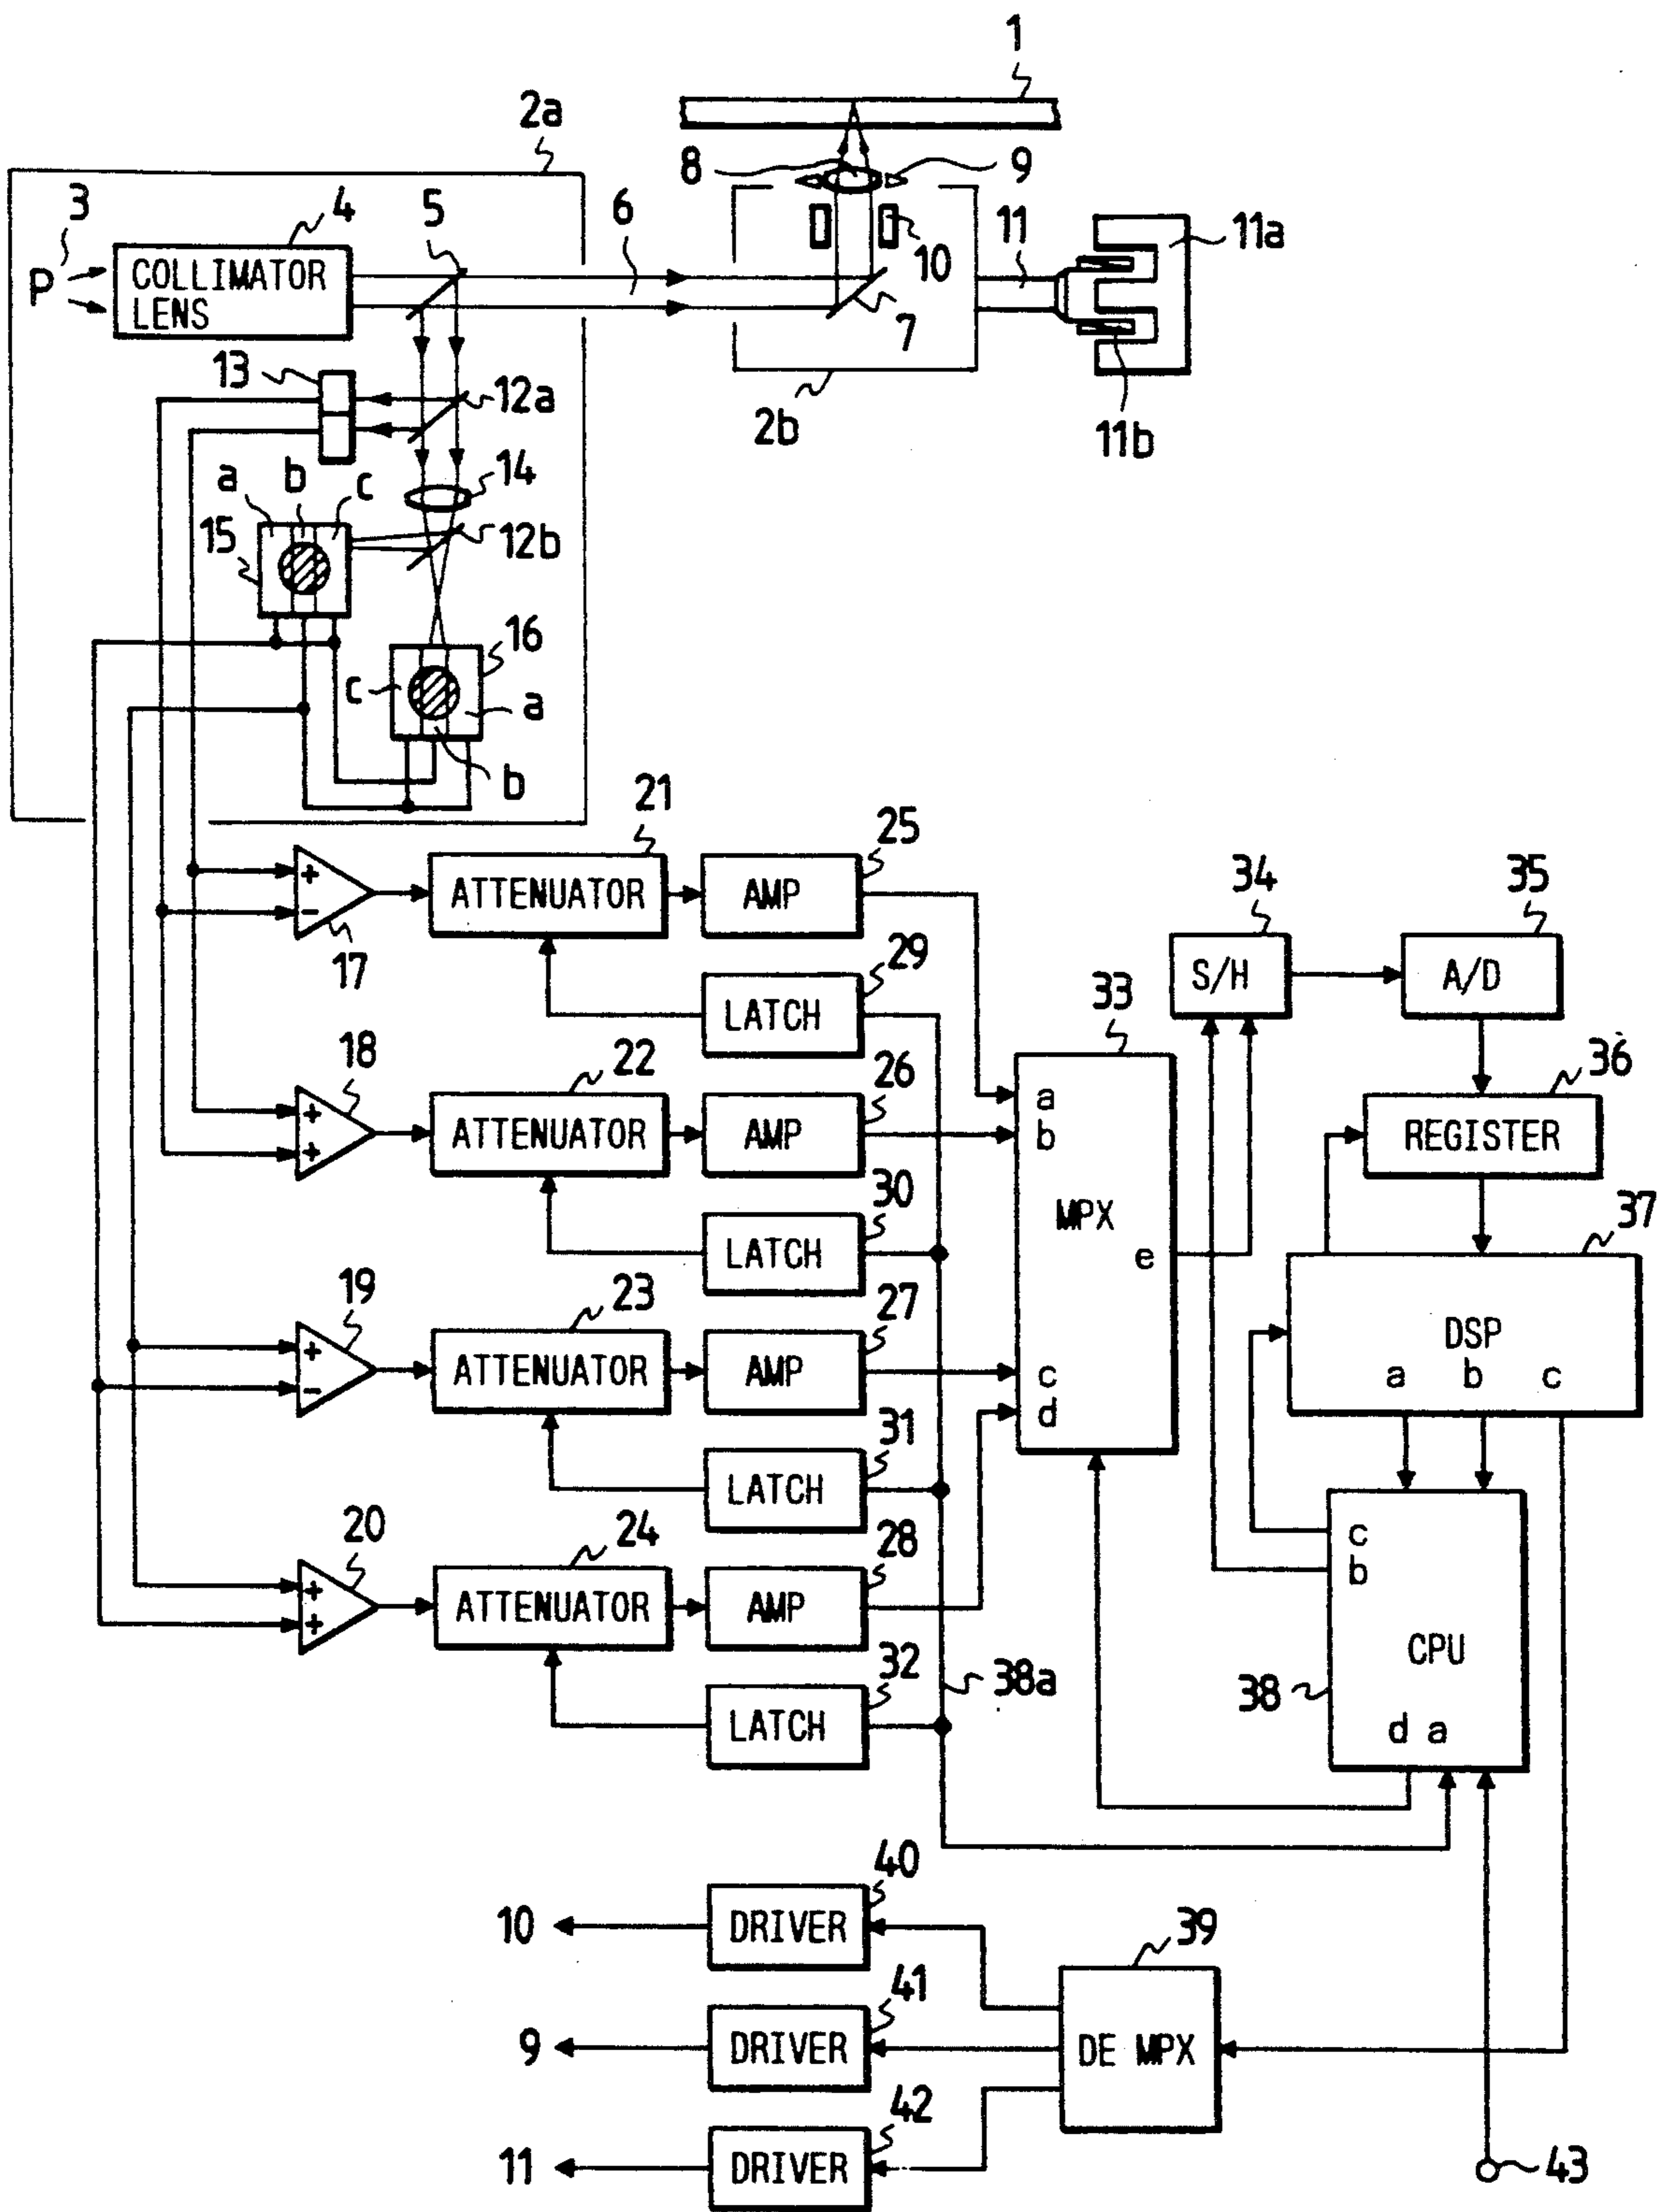 1
2a
3
4
5
6
8
9
P
COLLIMATOR
LENS
10
11
11a
7
13
12a
2b
11b
a
b
c
14
15
12b
16
c
a
b
21
25
34
35
+
-
ATTENUATOR
AMP
17
29
33
S/H
A/D
LATCH
18
22
26
36
+
+
ATTENUATOR
AMP
a
b
REGISTER
30
MPX
37
LATCH
e
19
23
27
+
-
ATTENUATOR
AMP
c
d
DSP
a b c
31
LATCH
20
24
28
c
b
+
+
ATTENUATOR
AMP
CPU
32
38a
38
LATCH
d a
40
10
DRIVER
39
41
9
DRIVER
DE MPX
42
11
DRIVER
43